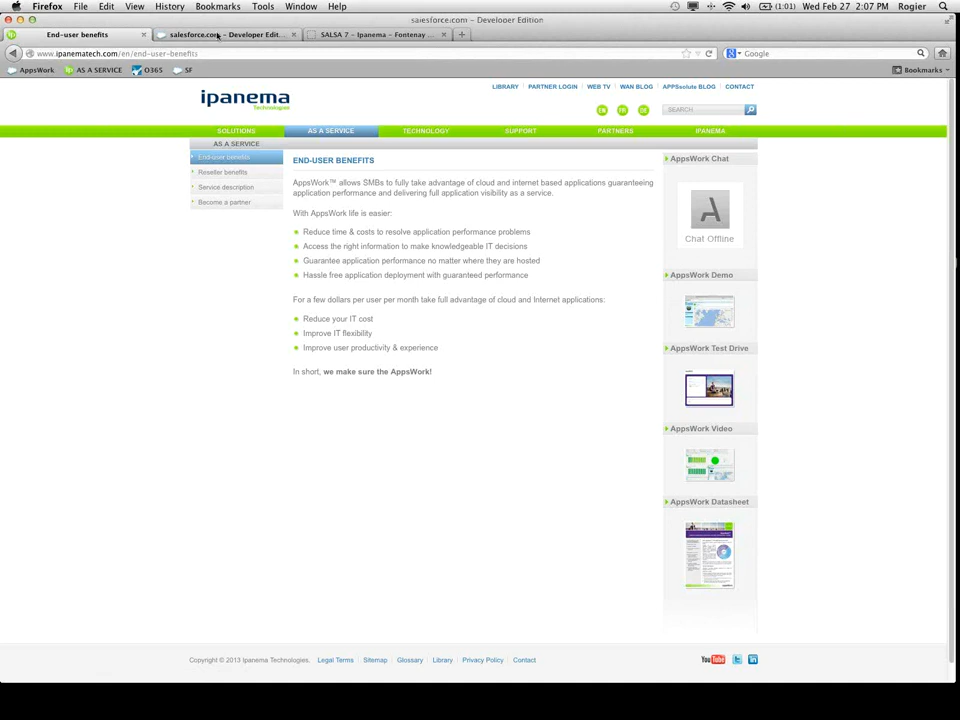 Firefox File Edit View History Bookmarks Tools Window Help (1:01) Wed Feb 27 2:07 PM Rogier
salesforce.com – Developer Edition
End-user benefits
salesforce.com – Developer Edit...
SALSA 7 – Ipanema – Fontenay ...
www.ipanematech.com/en/end-user-benefits
Google
AppsWork AS A SERVICE O365 SF
Bookmarks
LIBRARY PARTNER LOGIN WEB TV WAN BLOG APPSsolute BLOG CONTACT
ipanema
Technologies
EN FR DE
SEARCH
SOLUTIONS AS A SERVICE TECHNOLOGY SUPPORT PARTNERS IPANEMA
AS A SERVICE
End-user benefits
Reseller benefits
Service description
Become a partner
END-USER BENEFITS
AppsWork™ allows SMBs to fully take advantage of cloud and internet based applications guaranteeing
application performance and delivering full application visibility as a service.
With AppsWork life is easier:
Reduce time & costs to resolve application performance problems
Access the right information to make knowledgeable IT decisions
Guarantee application performance no matter where they are hosted
Hassle free application deployment with guaranteed performance
For a few dollars per user per month take full advantage of cloud and Internet applications:
Reduce your IT cost
Improve IT flexibility
Improve user productivity & experience
In short, we make sure the AppsWork!
AppsWork Chat
Chat Offline
AppsWork Demo
AppsWork Test Drive
AppsWork Video
AppsWork Datasheet
Copyright © 2013 Ipanema Technologies. Legal Terms Sitemap Glossary Library Privacy Policy Contact
YouTube